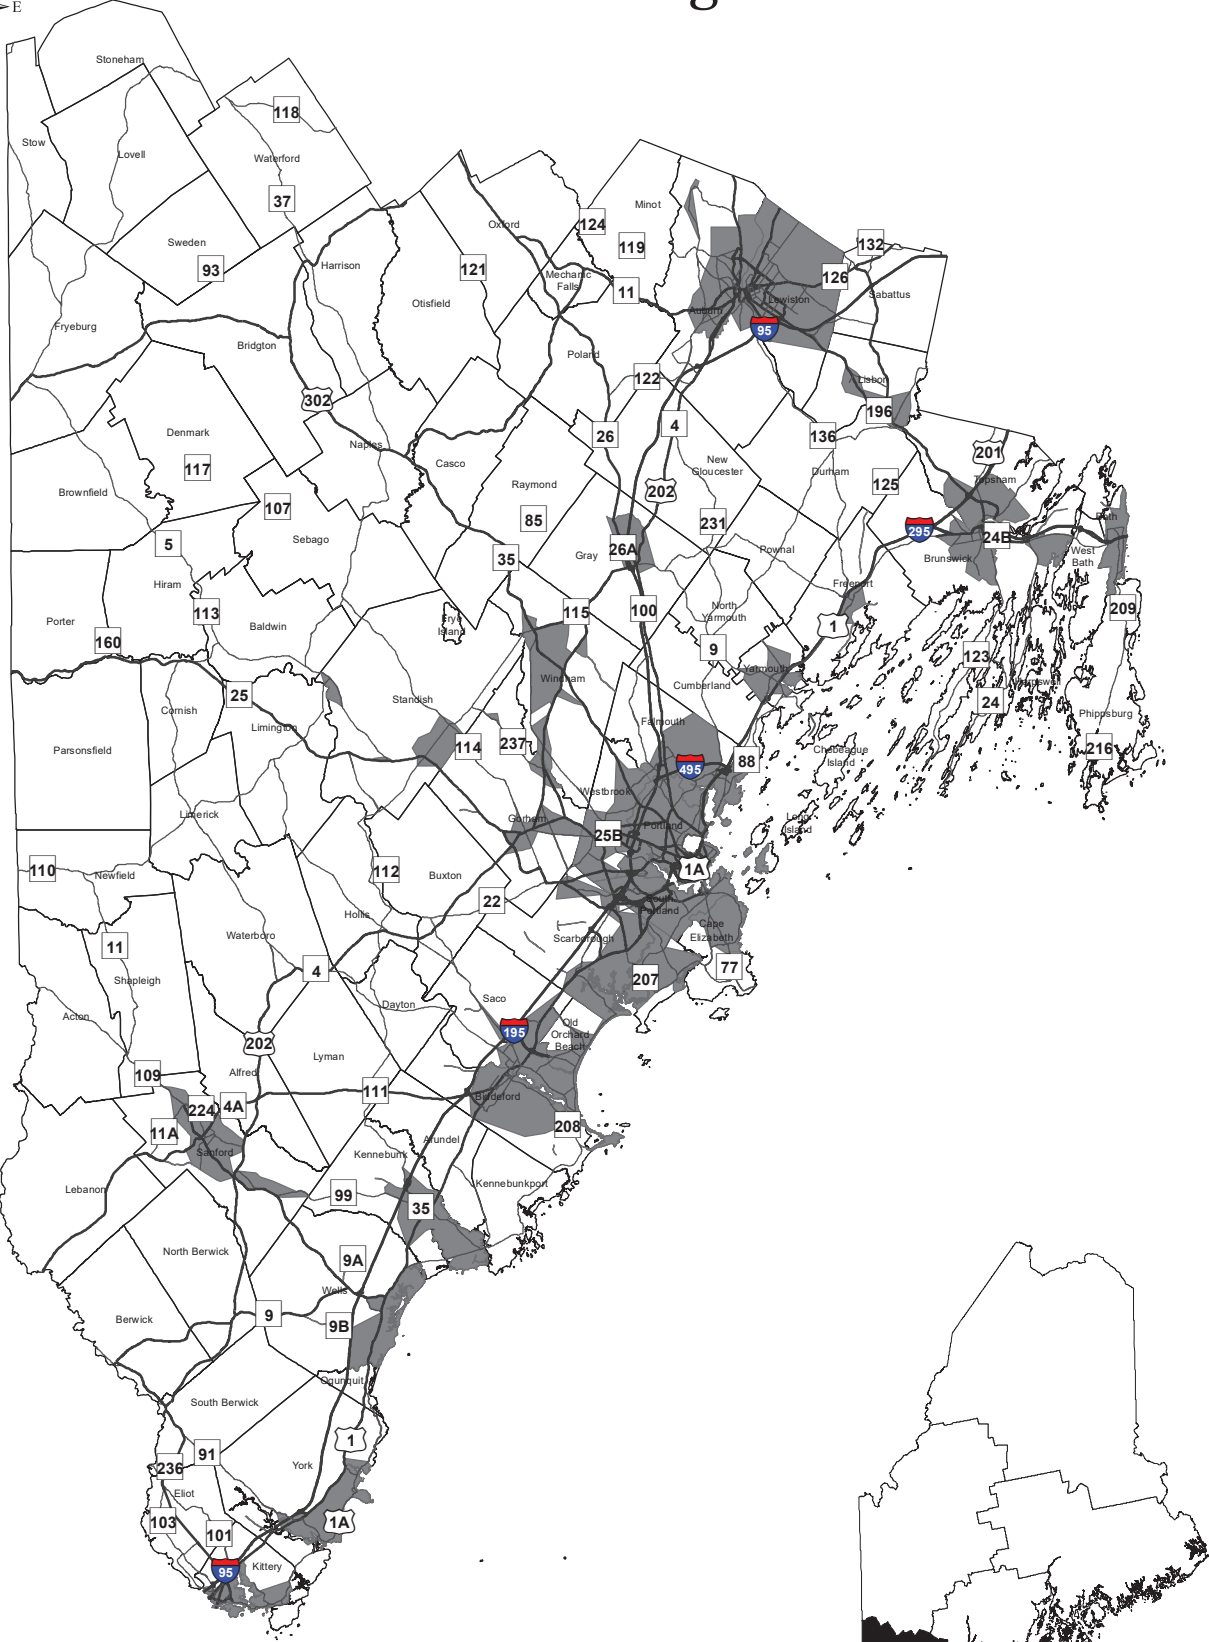 E
g
Stoneham
118
Stow
Lovell
Waterford
37
Minot
124
Oxford
119
132
Sweden
93
Harrison
121
Mechanic
Falls
126
11
Sabattus
Otisfield
Lewiston
Auburn
95
Fryeburg
Bridgton
Poland
122
Lisbon
302
196
Denmark
26
4
136
Naples
201
117
Casco
New
Gloucester
Durham
Brownfield
Raymond
202
125
Topsham
107
85
231
Bath
5
Sebago
295
24B
35
Gray
26A
Pownal
Brunswick
West
Bath
Hiram
Freeport
113
115
100
North
Yarmouth
209
Porter
Baldwin
Frye
Island
1
160
9
123
Yarmouth
Windham
Cumberland
Harpswell
25
Standish
24
Cornish
Limington
Falmouth
Phippsburg
Parsonsfield
114
237
Chebeague
Island
216
88
495
Westbrook
Limerick
Gorham
Long
Island
25B
Portland
110
Newfield
112
Buxton
1A
22
South
Portland
Hollis
Cape
Elizabeth
Waterboro
Scarborough
11
4
77
Shapleigh
207
Saco
Dayton
Acton
Old
Orchard
Beach
195
202
Lyman
109
Alfred
111
Biddeford
224
4A
208
11A
Arundel
Sanford
Kennebunk
Lebanon
Kennebunkport
99
35
North Berwick
9A
Wells
9
Berwick
9B
Ogunquit
South Berwick
1
91
236
York
Eliot
103
1A
101
95
Kittery